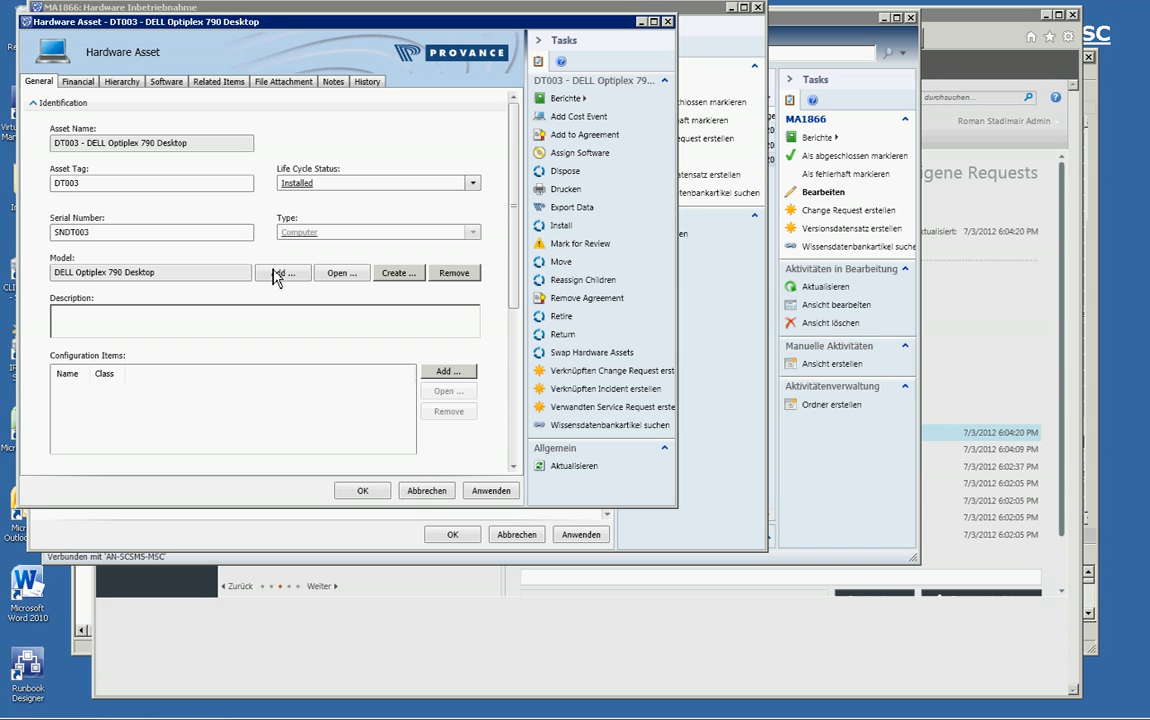 MA1866: Hardware Inbetriebnahme
Hardware Asset - DT003 - DELL Optiplex 790 Desktop
Hardware Asset
PROVANCE
General Financial Hierarchy Software Related Items File Attachment Notes History
Identification
Asset Name:
DT003 - DELL Optiplex 790 Desktop
Asset Tag:
Life Cycle Status:
DT003
Installed
Serial Number:
Type:
SNDT003
Computer
Model:
DELL Optiplex 790 Desktop
Open ...
Create ...
Remove
Description:
Configuration Items:
Name Class
Add ...
Open ...
Remove
OK
Abbrechen
Anwenden
Tasks
DT003 - DELL Optiplex 79...
Berichte
Add Cost Event
Add to Agreement
Assign Software
Dispose
Drucken
Export Data
Install
Mark for Review
Move
Reassign Children
Remove Agreement
Retire
Return
Swap Hardware Assets
Verknüpften Change Request erst
Verknüpften Incident erstellen
Verwandten Service Request erste
Wissensdatenbankartikel suchen
Allgemein
Aktualisieren
OK
Abbrechen
Anwenden
Verbunden mit 'AN-SCSMS-MSC'
Tasks
MA1866
Berichte
Als abgeschlossen markieren
Als fehlerhaft markieren
Bearbeiten
Change Request erstellen
Versionsdatensatz erstellen
Wissensdatenbankartikel suche
Aktivitäten in Bearbeitung
Aktualisieren
Ansicht bearbeiten
Ansicht löschen
Manuelle Aktivitäten
Ansicht erstellen
Aktivitätenverwaltung
Ordner erstellen
SC
durchsuchen...
Roman Stadlmair Admin
igene Requests
tualisiert: 7/3/2012 6:04:20 PM
7/3/2012 6:04:20 PM
7/3/2012 6:04:09 PM
7/3/2012 6:02:37 PM
7/3/2012 6:02:05 PM
7/3/2012 6:02:05 PM
7/3/2012 6:02:05 PM
7/3/2012 6:02:05 PM
Zurück
Weiter
Microsoft
Word 2010
Runbook
Designer